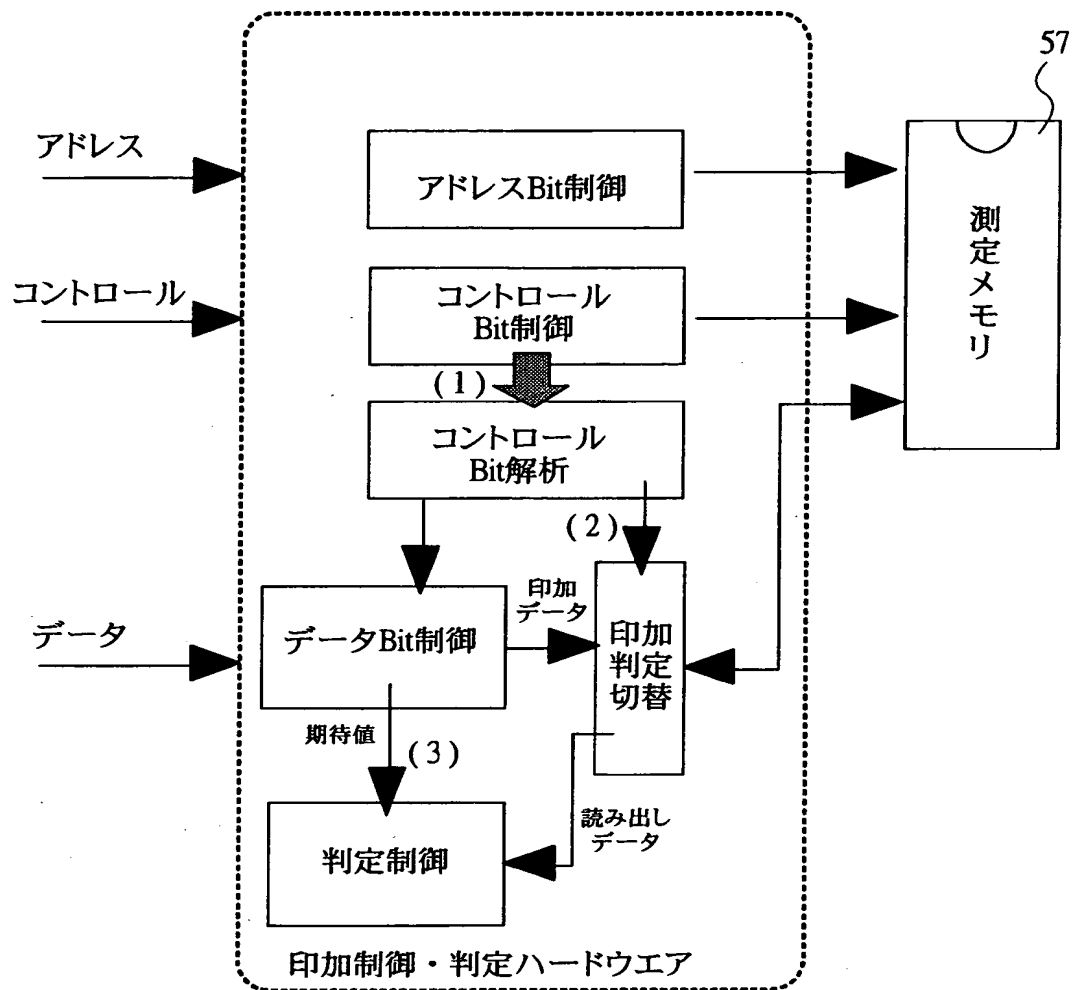 57
アドレス
アドレスBit制御
測定メモリ
コントロール
コントロール
Bit制御
(1)
コントロール
Bit解析
(2)
データ
データBit制御
印加
データ
印加
判定
切替
期待値
(3)
判定制御
読み出し
データ
印加制御・判定ハードウエア